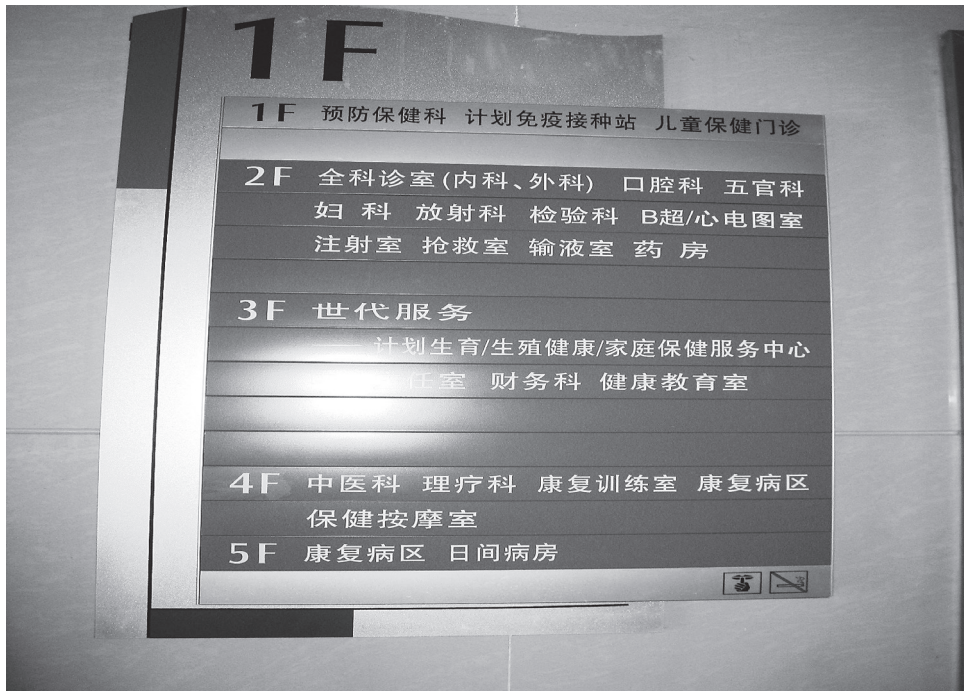 1F
1F 预防保健科 计划免疫接种站 儿童保健门诊
2F 全科诊室(内科、外科) 口腔科 五官科
妇 科 放射科 检验科 B超/心电图室
注射室 抢救室 输液室 药 房
3F 世代服务
—— 计划生育/生殖健康/家庭保健服务中心
任室 财务科 健康教育室
4F 中医科 理疗科 康复训练室 康复病区
保健按摩室
5F 康复病区 日间病房